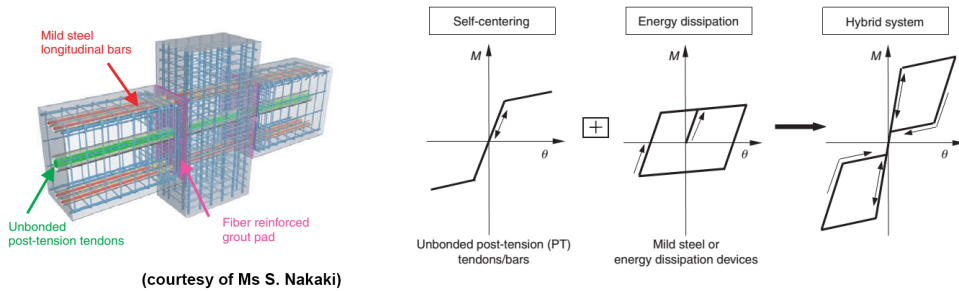 Mild steel
longitudinal bars
Unbonded
post-tension tendons
Fiber reinforced
grout pad
(courtesy of Ms S. Nakaki)
Self-centering
M
θ
Unbonded post-tension (PT)
tendons/bars
+
Energy dissipation
M
θ
Mild steel or
energy dissipation devices
Hybrid system
M
θ